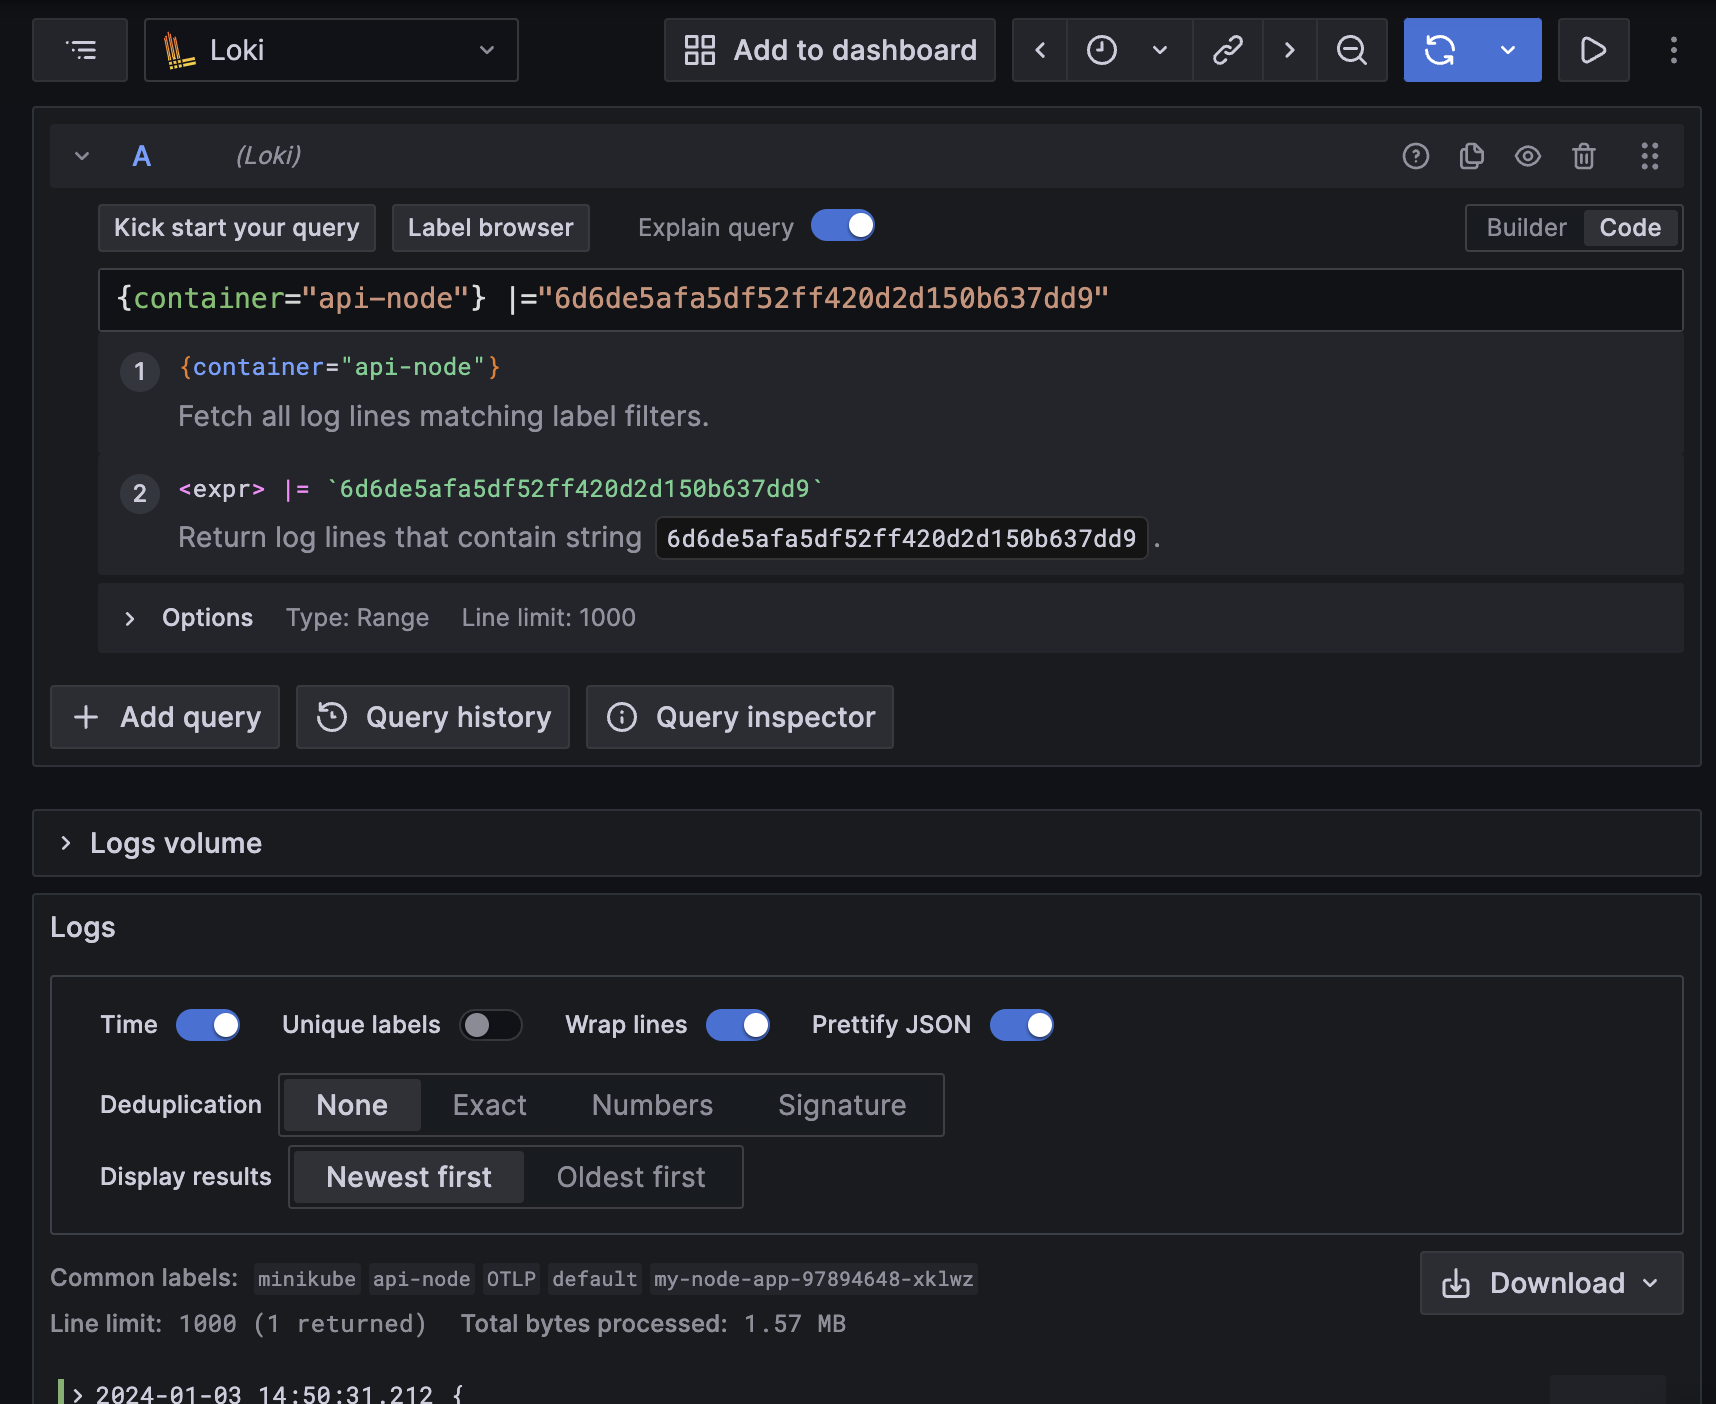 Loki
Add to dashboard
A (Loki)
Kick start your query Label browser Explain query Builder Code
{container="api-node"} |="6d6de5afa5df52ff420d2d150b637dd9"
1 {container="api-node"}
Fetch all log lines matching label filters.
2 <expr> |= `6d6de5afa5df52ff420d2d150b637dd9`
Return log lines that contain string 6d6de5afa5df52ff420d2d150b637dd9 .
Options Type: Range Line limit: 1000
Add query Query history Query inspector
Logs volume
Logs
Time Unique labels Wrap lines Prettify JSON
Deduplication None Exact Numbers Signature
Display results Newest first Oldest first
Common labels: minikube api-node OTLP default my-node-app-97894648-xklwz
Download
Line limit: 1000 (1 returned) Total bytes processed: 1.57 MB
2024-01-03 14:50:31.212 {